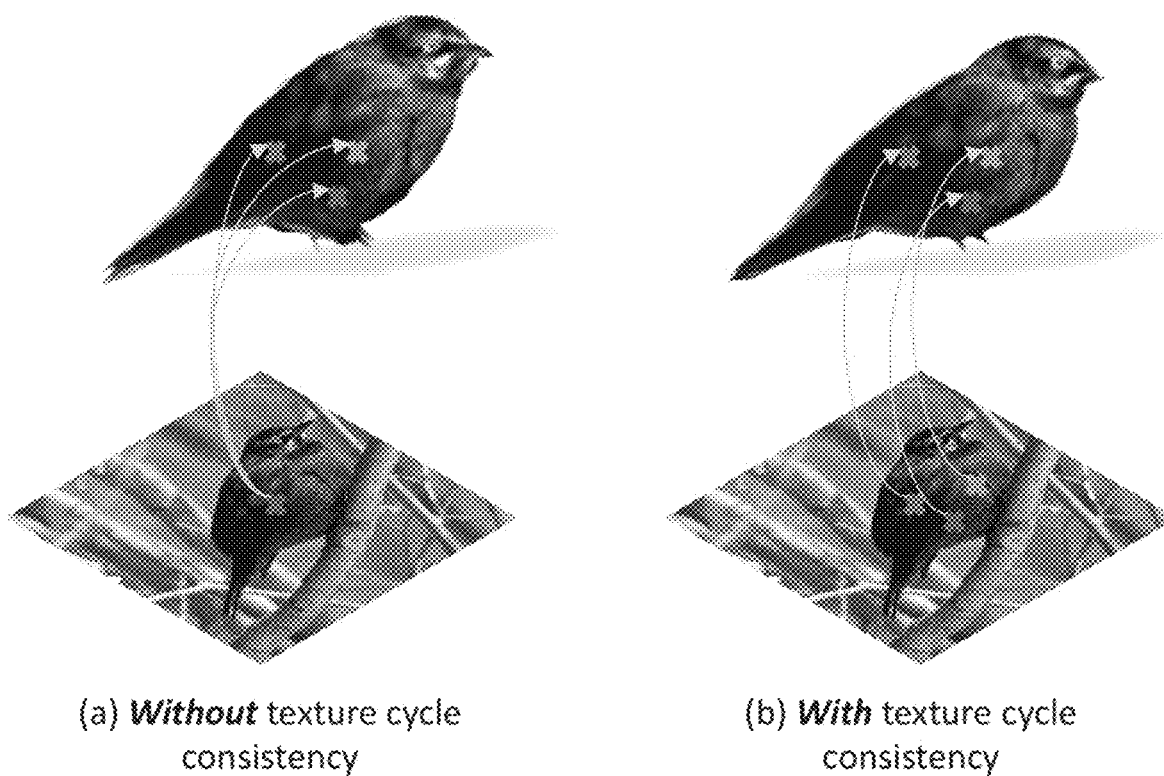 (a) Without texture cycle
consistency
(b) With texture cycle
consistency